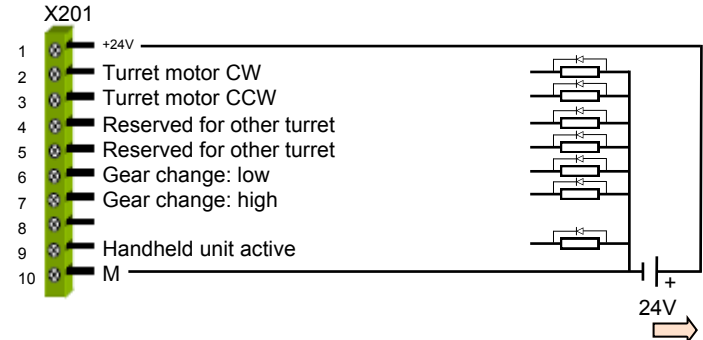 X201
1 +24V
2 Turret motor CW
3 Turret motor CCW
4 Reserved for other turret
5 Reserved for other turret
6 Gear change: low
7 Gear change: high
8
9 Handheld unit active
10 M
+
24V